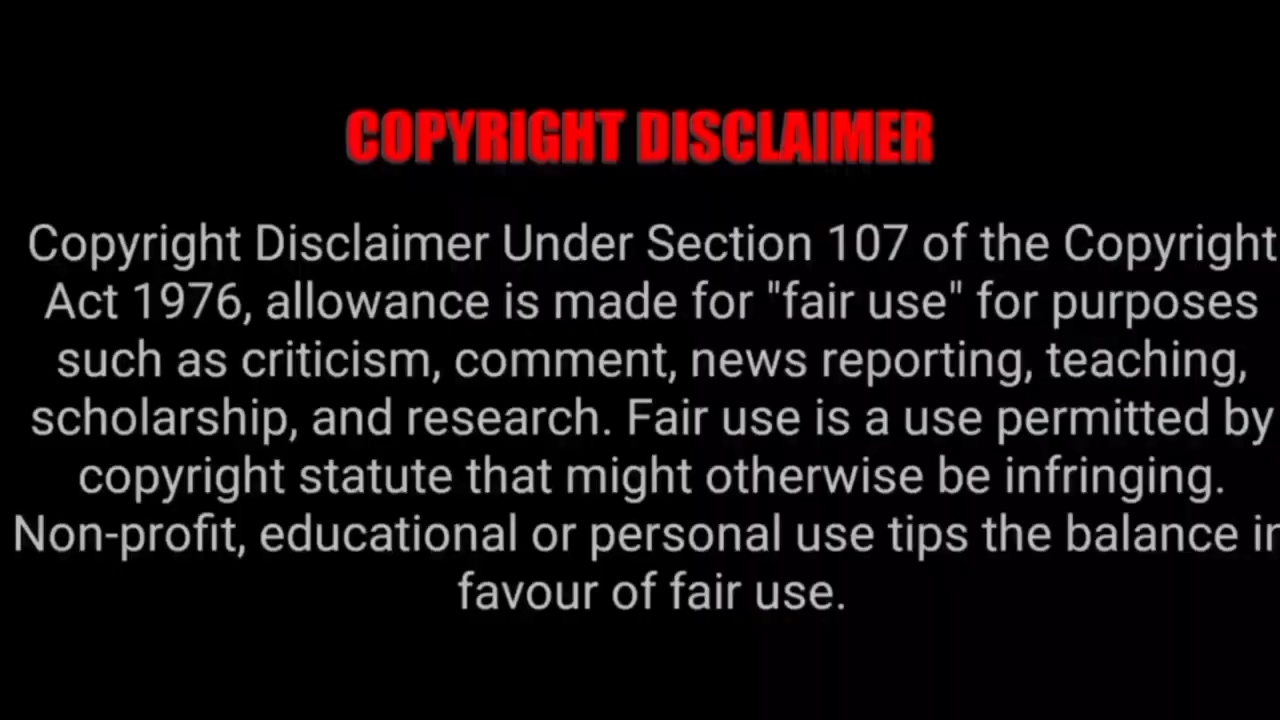 COPYRIGHT DISCLAIMER
Copyright Disclaimer Under Section 107 of the Copyright
Act 1976, allowance is made for "fair use" for purposes
such as criticism, comment, news reporting, teaching,
scholarship, and research. Fair use is a use permitted by
copyright statute that might otherwise be infringing.
Non-profit, educational or personal use tips the balance in
favour of fair use.